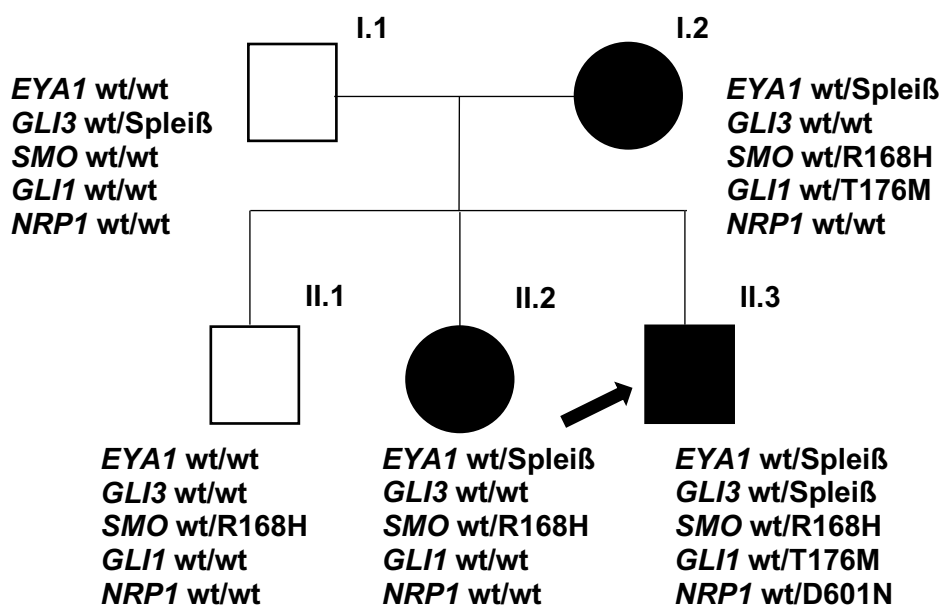 I.1
I.2
EYA1 wt/wt
GLI3 wt/Spleiß
SMO wt/wt
GLI1 wt/wt
NRP1 wt/wt
EYA1 wt/Spleiß
GLI3 wt/wt
SMO wt/R168H
GLI1 wt/T176M
NRP1 wt/wt
II.1
II.2
II.3
EYA1 wt/wt
GLI3 wt/wt
SMO wt/R168H
GLI1 wt/wt
NRP1 wt/wt
EYA1 wt/Spleiß
GLI3 wt/wt
SMO wt/R168H
GLI1 wt/wt
NRP1 wt/wt
EYA1 wt/Spleiß
GLI3 wt/Spleiß
SMO wt/R168H
GLI1 wt/T176M
NRP1 wt/D601N